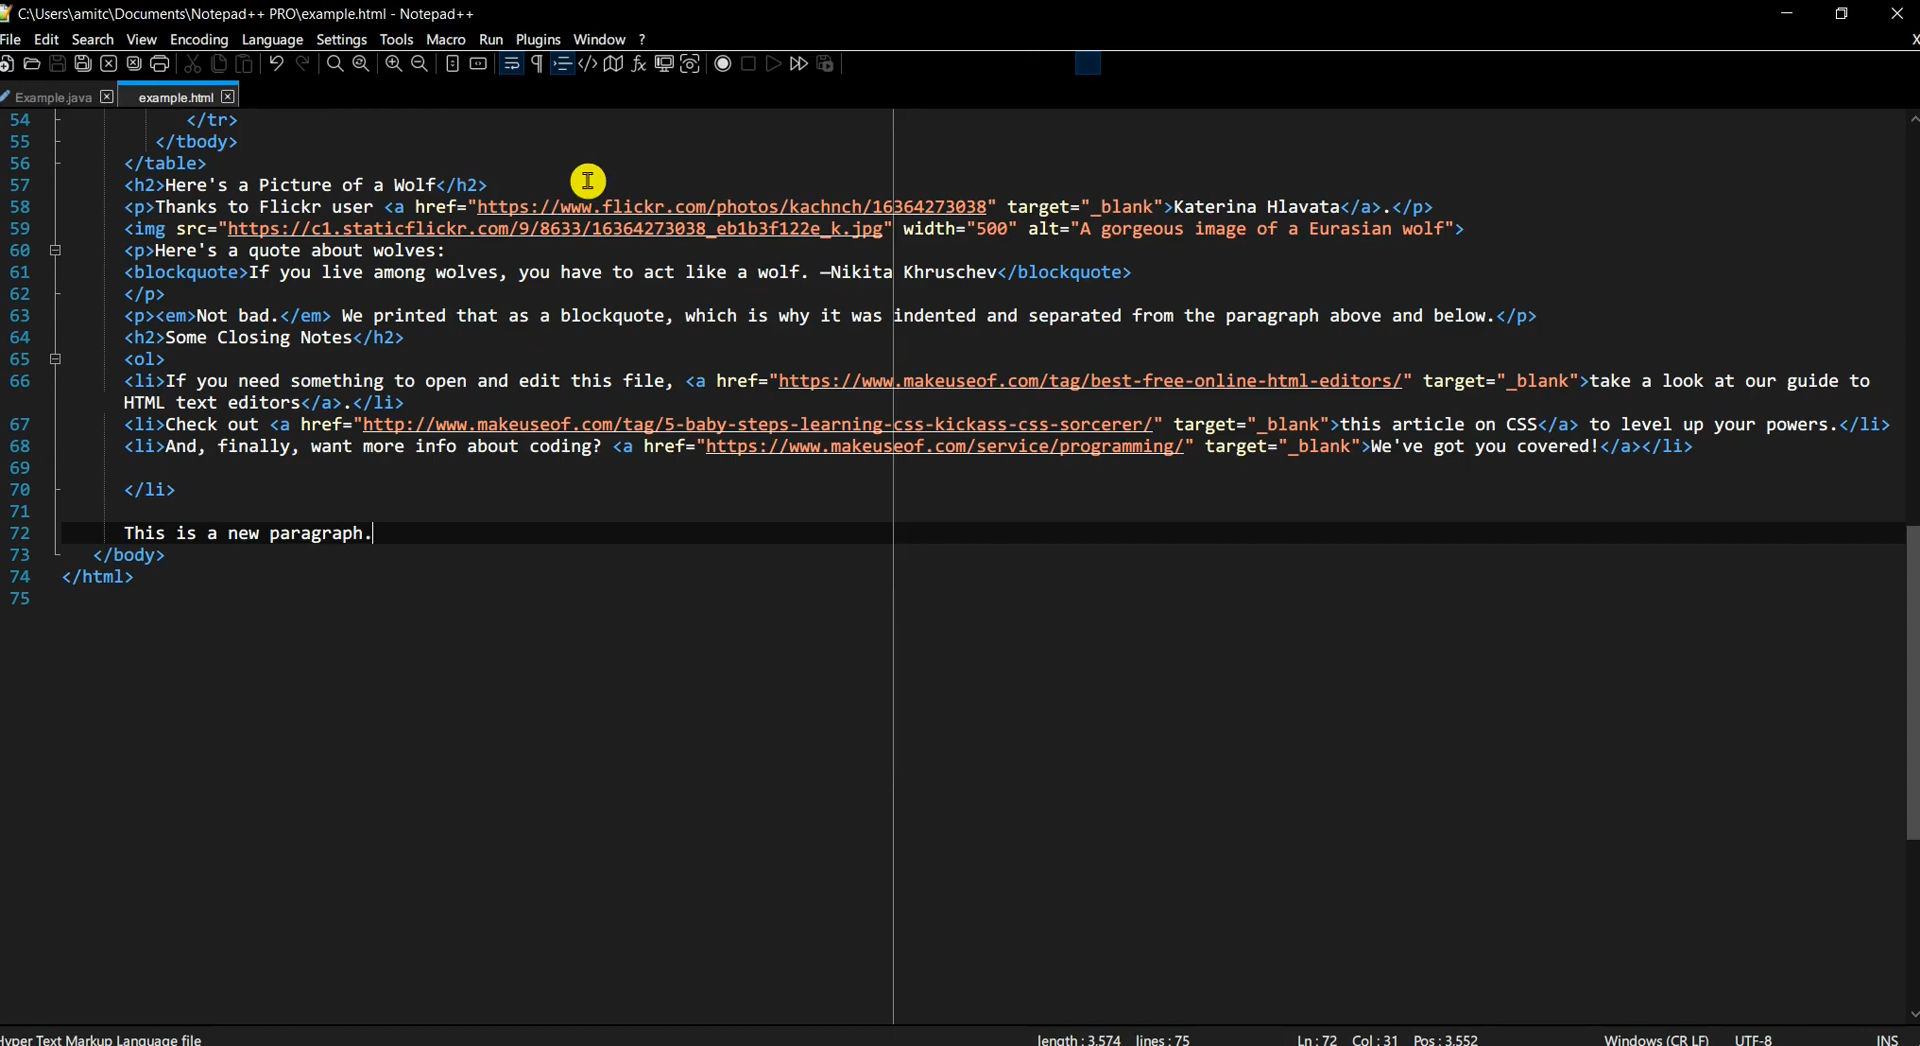 C:\Users\amitc\Documents\Notepad++ PRO\example.html - Notepad++
File Edit Search View Encoding Language Settings Tools Macro Run Plugins Window ? X
Example.java example.html
54 </tr>
55 </tbody>
56 </table>
57 <h2>Here's a Picture of a Wolf</h2>
58 <p>Thanks to Flickr user <a href="https://www.flickr.com/photos/kachnch/16364273038" target="_blank">Katerina Hlavata</a>.</p>
59 <img src="https://c1.staticflickr.com/9/8633/16364273038_eb1b3f122e_k.jpg" width="500" alt="A gorgeous image of a Eurasian wolf">
60 <p>Here's a quote about wolves:
61 <blockquote>If you live among wolves, you have to act like a wolf. —Nikita Khruschev</blockquote>
62 </p>
63 <p><em>Not bad.</em> We printed that as a blockquote, which is why it was indented and separated from the paragraph above and below.</p>
64 <h2>Some Closing Notes</h2>
65 <ol>
66 <li>If you need something to open and edit this file, <a href="https://www.makeuseof.com/tag/best-free-online-html-editors/" target="_blank">take a look at our guide to
HTML text editors</a>.</li>
67 <li>Check out <a href="http://www.makeuseof.com/tag/5-baby-steps-learning-css-kickass-css-sorcerer/" target="_blank">this article on CSS</a> to level up your powers.</li>
68 <li>And, finally, want more info about coding? <a href="https://www.makeuseof.com/service/programming/" target="_blank">We've got you covered!</a></li>
69
70 </li>
71
72 This is a new paragraph.
73 </body>
74 </html>
75
Hyper Text Markup Language file length : 3,574 lines : 75 Ln : 72 Col : 31 Pos : 3,552 Windows (CR LF) UTF-8 INS